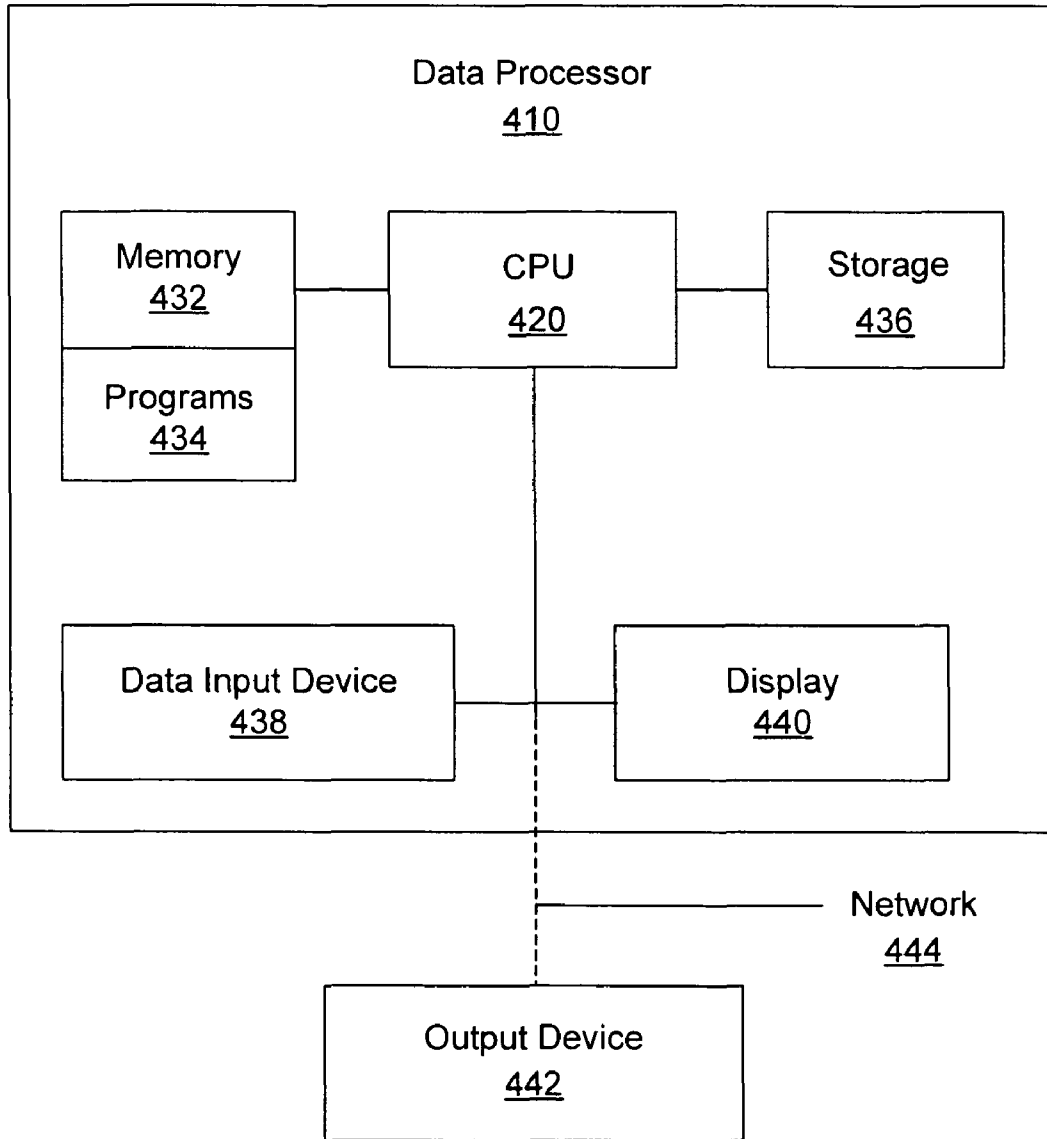 Data Processor
410
Memory
432
CPU
420
Storage
436
Programs
434
Data Input Device
438
Display
440
Network
444
Output Device
442